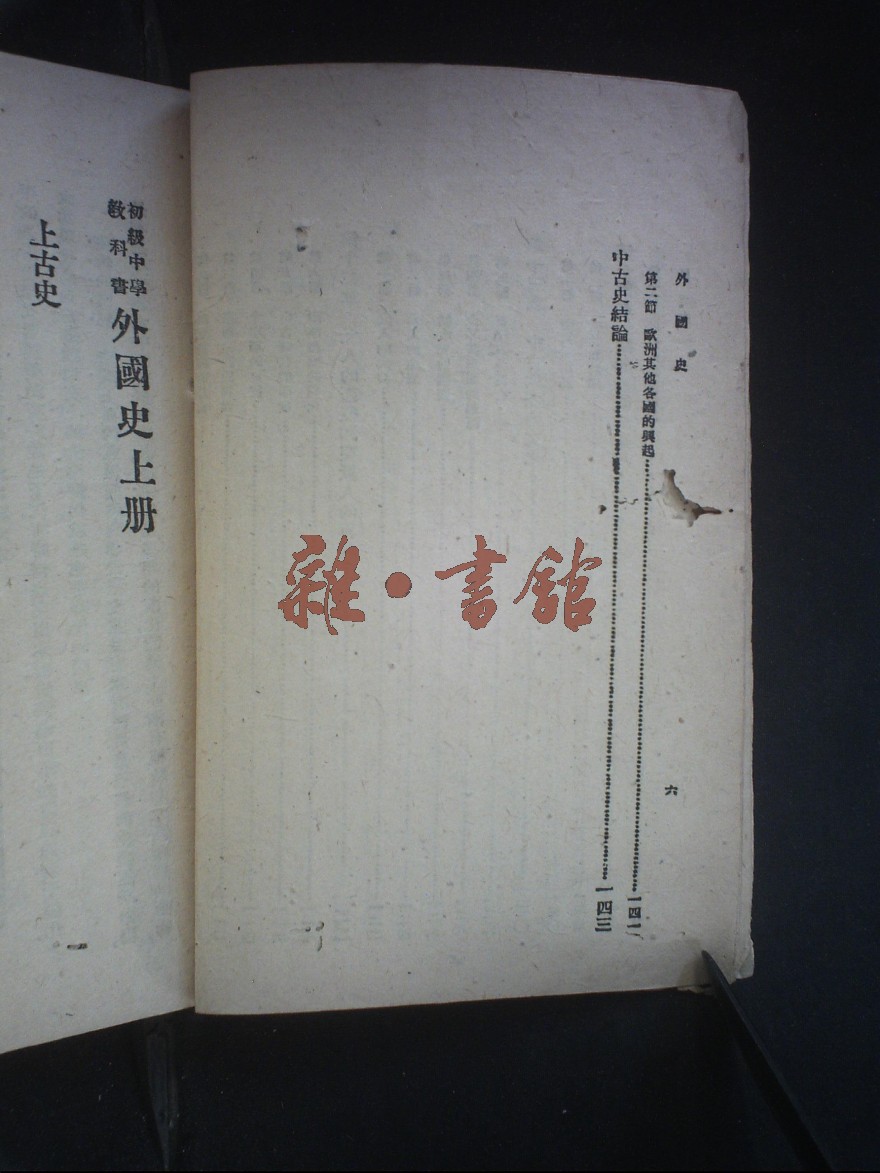 外國史
六
第二節 歐洲其他各國的興起……一四一
中古史結論……一四三
初級中學
教科書
外國史上册
上古史
一
雜·書館